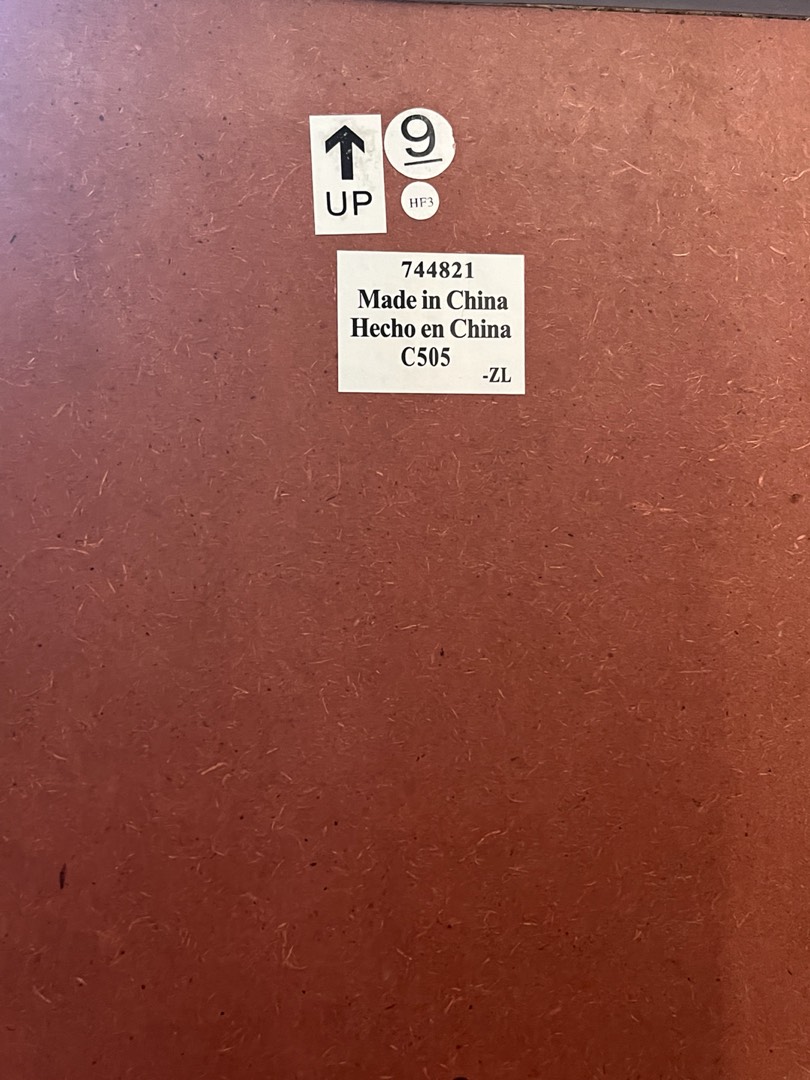 UP
9
HF3
744821
Made in China
Hecho en China
C505
-ZL